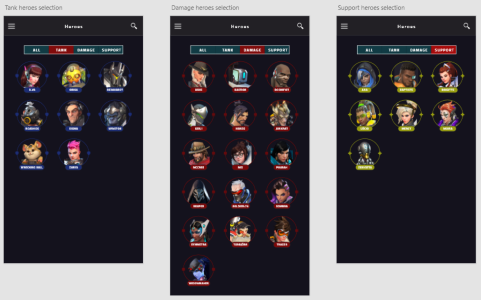 Tank heroes selection
Damage heroes selection
Support heroes selection
Heroes
Heroes
Heroes
ALL TANK DAMAGE SUPPORT
ALL TANK DAMAGE SUPPORT
ALL TANK DAMAGE SUPPORT
D.VA ORISA REINHARDT
ROADHOG SIGMA WINSTON
WRECKING BALL ZARYA
ASHE BASTION DOOMFIST
GENJI HANZO JUNKRAT
MCCREE MEI PHARAH
REAPER SOLDIER: 76 SOMBRA
SYMMETRA TORBJÖRN TRACER
WIDOWMAKER
ANA BAPTISTE BRIGITTE
LÚCIO MERCY MOIRA
ZENYATTA